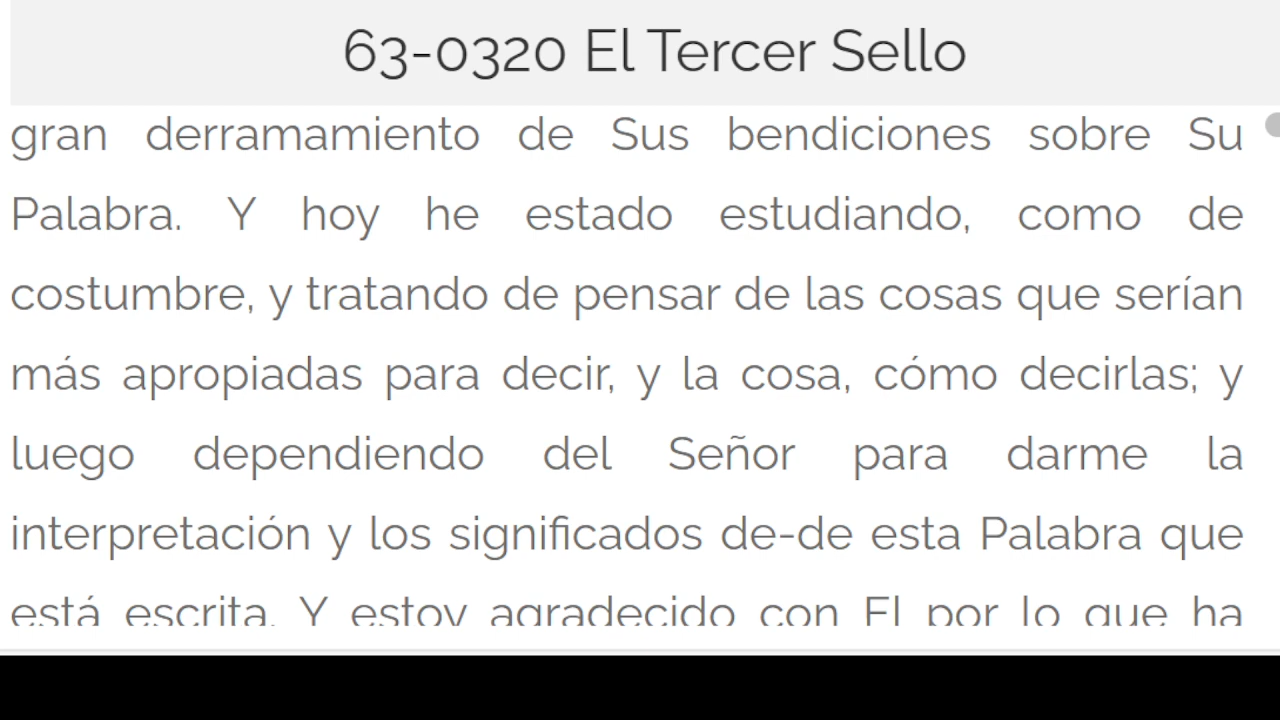 63-0320 El Tercer Sello
gran derramamiento de Sus bendiciones sobre Su
Palabra. Y hoy he estado estudiando, como de
costumbre, y tratando de pensar de las cosas que serían
más apropiadas para decir, y la cosa, cómo decirlas; y
luego dependiendo del Señor para darme la
interpretación y los significados de-de esta Palabra que
está escrita. Y estoy agradecido con El por lo que ha